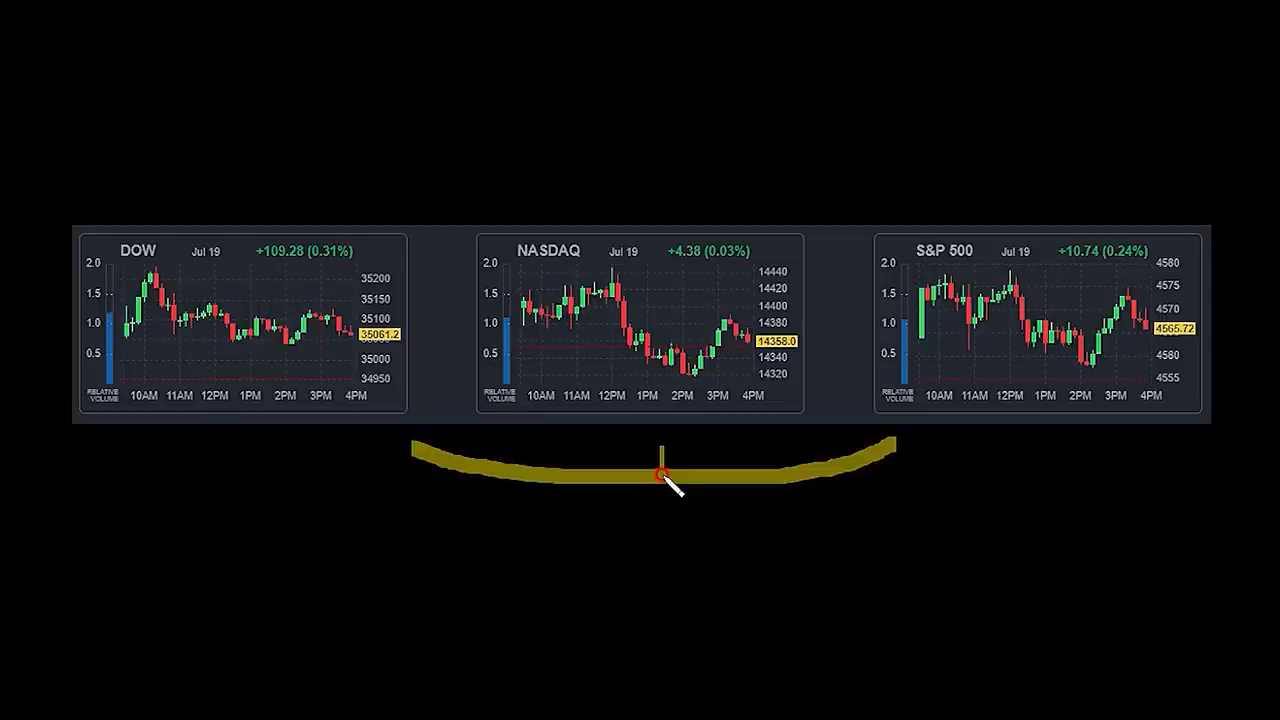 DOW Jul 19 +109.28 (0.31%)
2.0
1.5
1.0
0.5
35200
35150
35100
35061.2
35000
34950
RELATIVE
VOLUME
10AM 11AM 12PM 1PM 2PM 3PM 4PM
NASDAQ Jul 19 +4.38 (0.03%)
2.0
1.5
1.0
0.5
14440
14420
14400
14380
14358.0
14340
14320
RELATIVE
VOLUME
10AM 11AM 12PM 1PM 2PM 3PM 4PM
S&P 500 Jul 19 +10.74 (0.24%)
2.0
1.5
1.0
0.5
4580
4575
4570
4565.72
4560
4555
RELATIVE
VOLUME
10AM 11AM 12PM 1PM 2PM 3PM 4PM